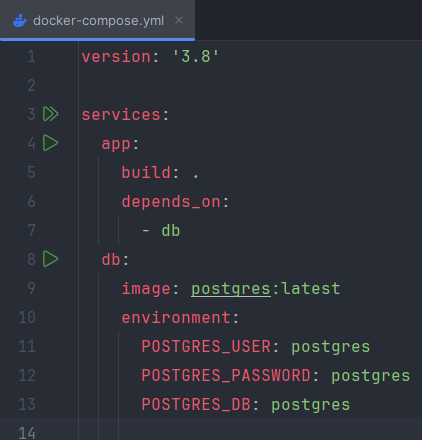 docker-compose.yml
1 version: '3.8'
2
3 services:
4   app:
5     build: .
6     depends_on:
7       - db
8   db:
9     image: postgres:latest
10     environment:
11       POSTGRES_USER: postgres
12       POSTGRES_PASSWORD: postgres
13       POSTGRES_DB: postgres
14